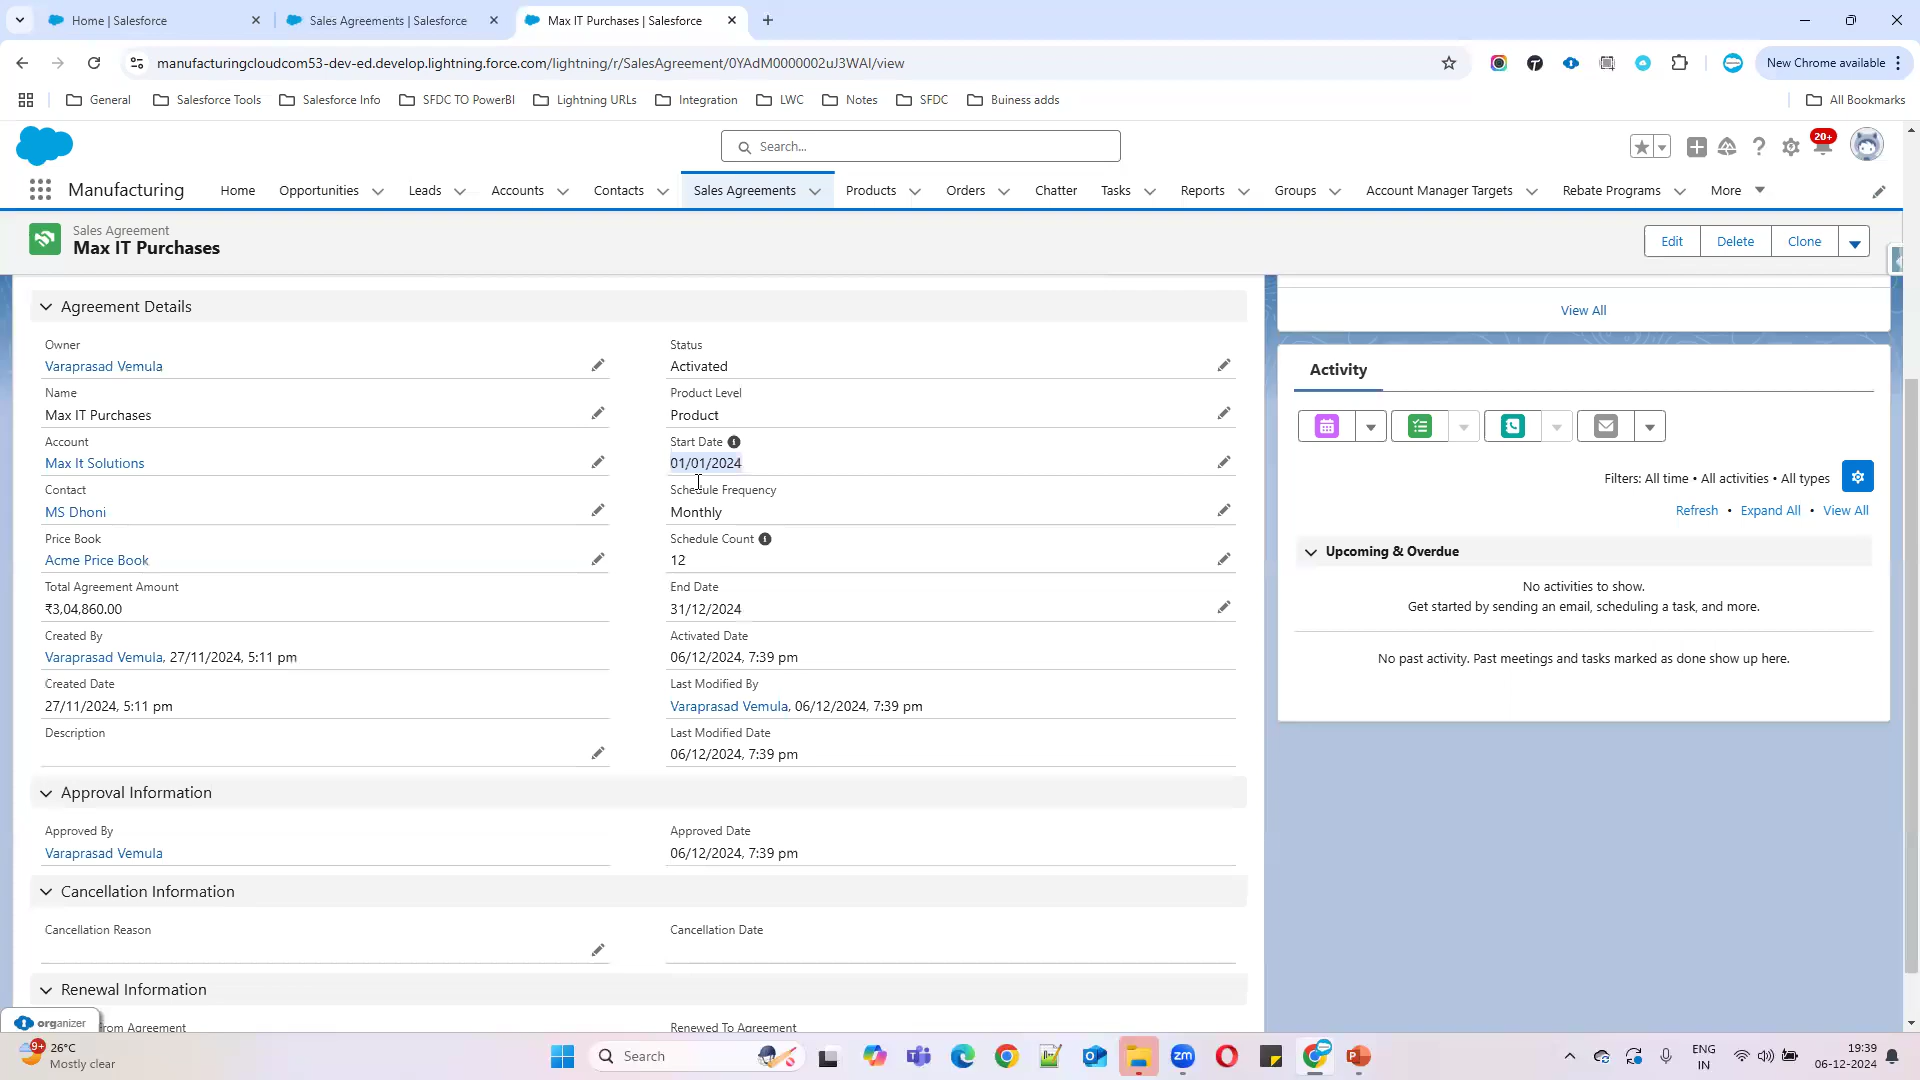 Home | Salesforce
Sales Agreements | Salesforce
Max IT Purchases | Salesforce
manufacturingcloudcom53-dev-ed.develop.lightning.force.com/lightning/r/SalesAgreement/0YAdM0000002uJ3WAI/view
New Chrome available
General
Salesforce Tools
Salesforce Info
SFDC TO PowerBI
Lightning URLs
Integration
LWC
Notes
SFDC
Buiness adds
All Bookmarks
Search...
20+
Manufacturing
Home
Opportunities
Leads
Accounts
Contacts
Sales Agreements
Products
Orders
Chatter
Tasks
Reports
Groups
Account Manager Targets
Rebate Programs
More
Sales Agreement
Max IT Purchases
Edit
Delete
Clone
Agreement Details
Owner
Varaprasad Vemula
Status
Activated
Name
Max IT Purchases
Product Level
Product
Account
Max It Solutions
Start Date
01/01/2024
Contact
MS Dhoni
Schedule Frequency
Monthly
Price Book
Acme Price Book
Schedule Count
12
Total Agreement Amount
₹3,04,860.00
End Date
31/12/2024
Created By
Varaprasad Vemula, 27/11/2024, 5:11 pm
Activated Date
06/12/2024, 7:39 pm
Created Date
27/11/2024, 5:11 pm
Last Modified By
Varaprasad Vemula, 06/12/2024, 7:39 pm
Description
Last Modified Date
06/12/2024, 7:39 pm
Approval Information
Approved By
Varaprasad Vemula
Approved Date
06/12/2024, 7:39 pm
Cancellation Information
Cancellation Reason
Cancellation Date
Renewal Information
rom Agreement
Renewed To Agreement
organizer
View All
Activity
Filters: All time • All activities • All types
Refresh • Expand All • View All
Upcoming & Overdue
No activities to show.
Get started by sending an email, scheduling a task, and more.
No past activity. Past meetings and tasks marked as done show up here.
9+
26°C
Mostly clear
Search
zm
ENG
IN
19:39
06-12-2024